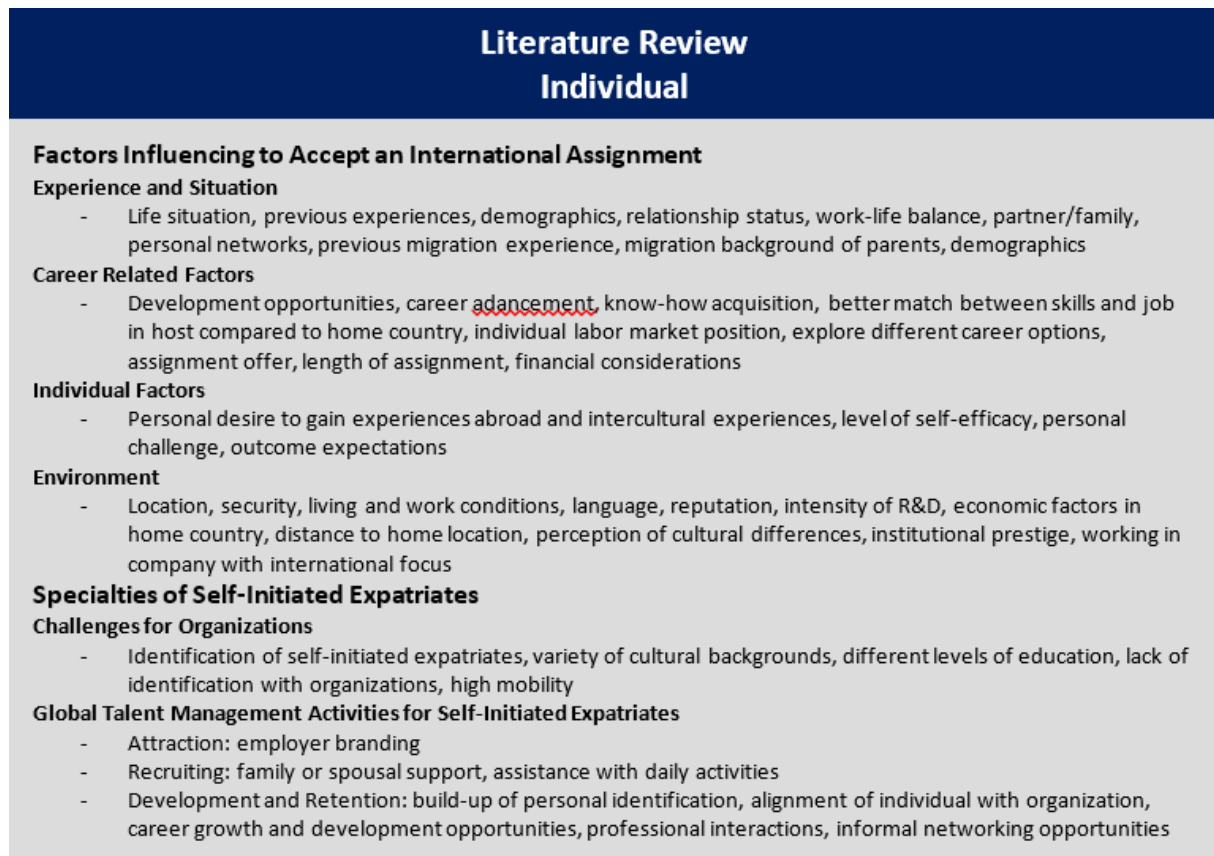 Literature Review
Individual
Factors Influencing to Accept an International Assignment
Experience and Situation
- Life situation, previous experiences, demographics, relationship status, work-life balance, partner/family,
personal networks, previous migration experience, migration background of parents, demographics
Career Related Factors
- Development opportunities, career adancement, know-how acquisition, better match between skills and job
in host compared to home country, individual labor market position, explore different career options,
assignment offer, length of assignment, financial considerations
Individual Factors
- Personal desire to gain experiences abroad and intercultural experiences, level of self-efficacy, personal
challenge, outcome expectations
Environment
- Location, security, living and work conditions, language, reputation, intensity of R&D, economic factors in
home country, distance to home location, perception of cultural differences, institutional prestige, working in
company with international focus
Specialties of Self-Initiated Expatriates
Challenges for Organizations
- Identification of self-initiated expatriates, variety of cultural backgrounds, different levels of education, lack of
identification with organizations, high mobility
Global Talent Management Activities for Self-Initiated Expatriates
- Attraction: employer branding
- Recruiting: family or spousal support, assistance with daily activities
- Development and Retention: build-up of personal identification, alignment of individual with organization,
career growth and development opportunities, professional interactions, informal networking opportunities